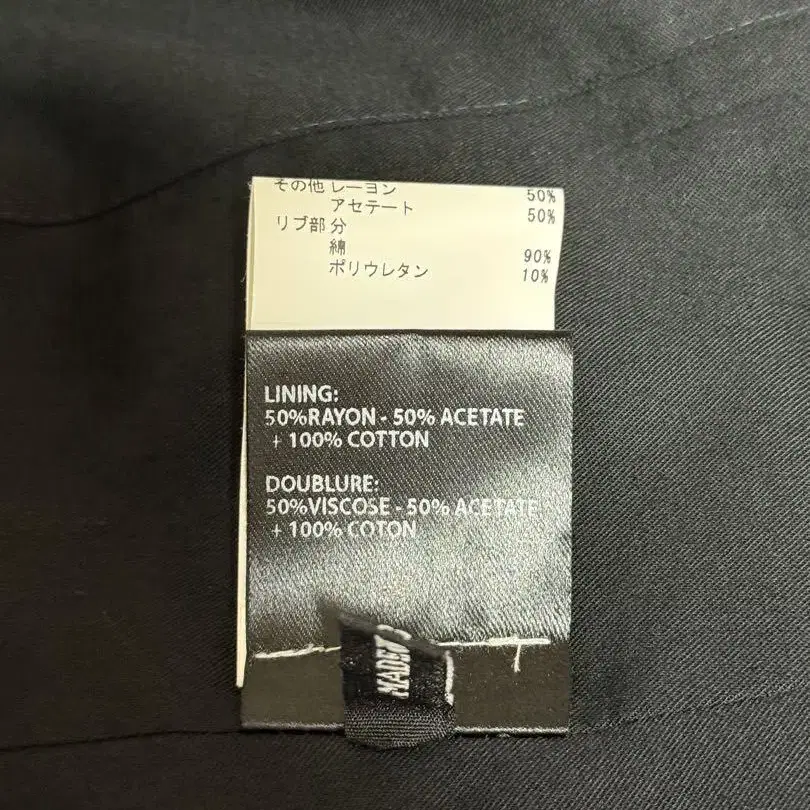 その他 レーヨン 50%
アセテート 50%
リブ部分
綿 90%
ポリウレタン 10%
LINING:
50%RAYON - 50% ACETATE
+ 100% COTTON
DOUBLURE:
50%VISCOSE - 50% ACETATE
+ 100% COTON